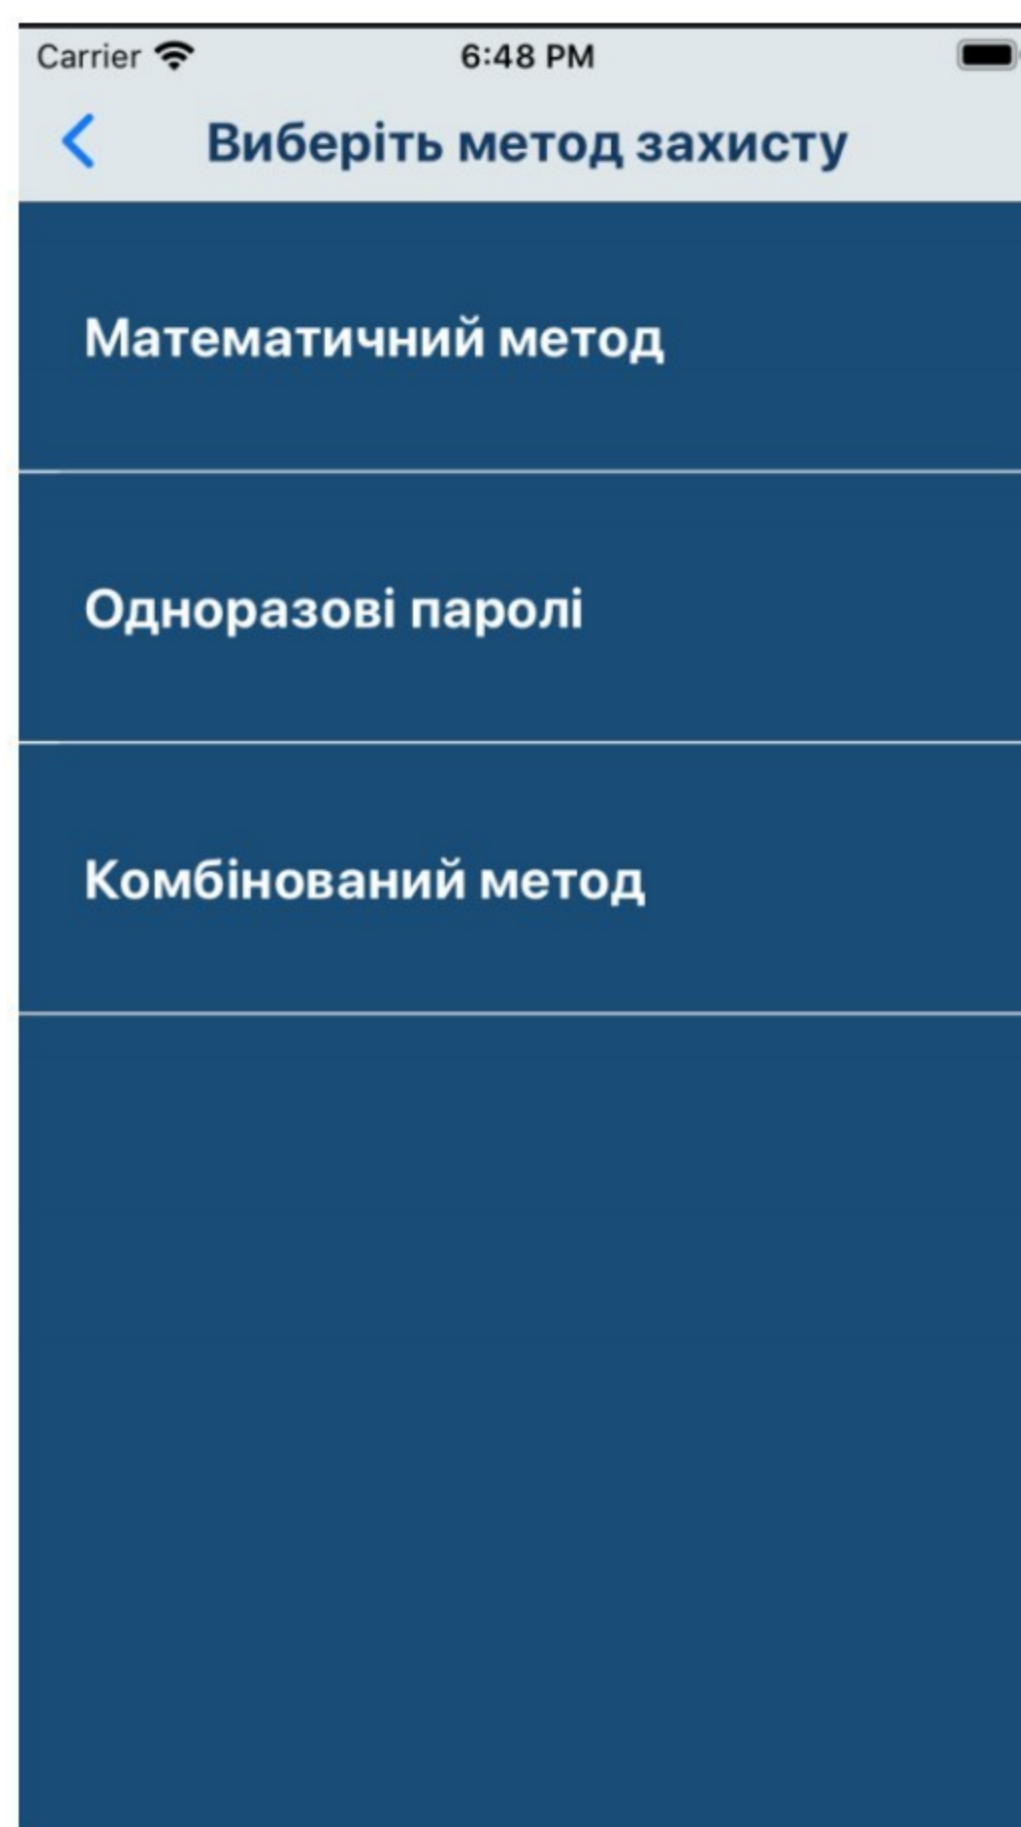 Carrier
6:48 PM
Виберіть метод захисту
Математичний метод
Одноразові паролі
Комбінований метод